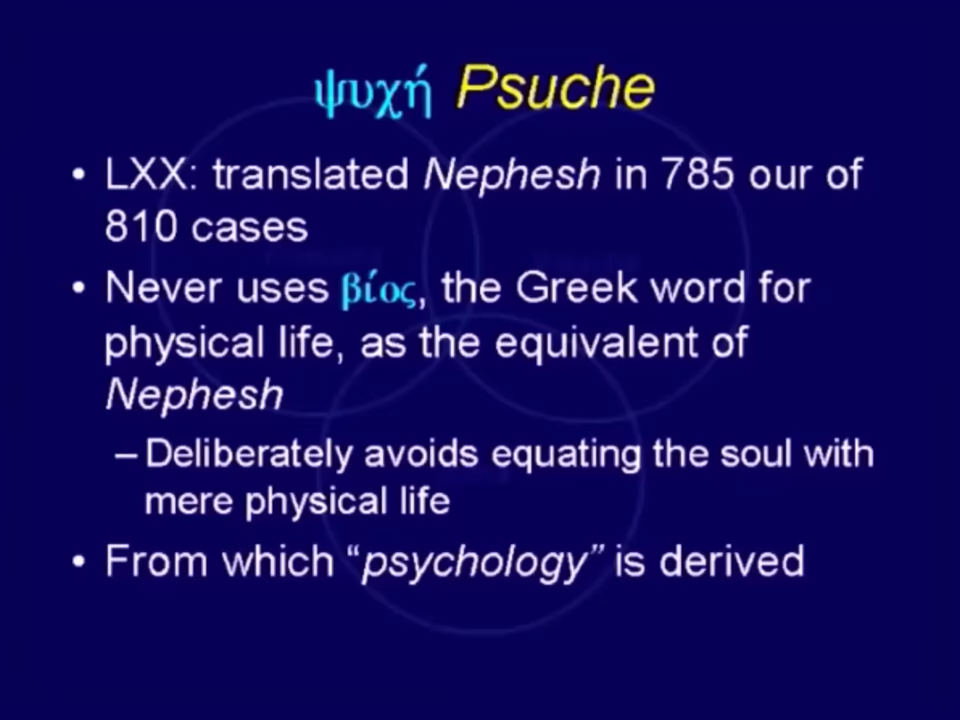 ψυχή Psuche
• LXX: translated Nephesh in 785 our of
810 cases
• Never uses βίος, the Greek word for
physical life, as the equivalent of
Nephesh
– Deliberately avoids equating the soul with
mere physical life
• From which “psychology” is derived